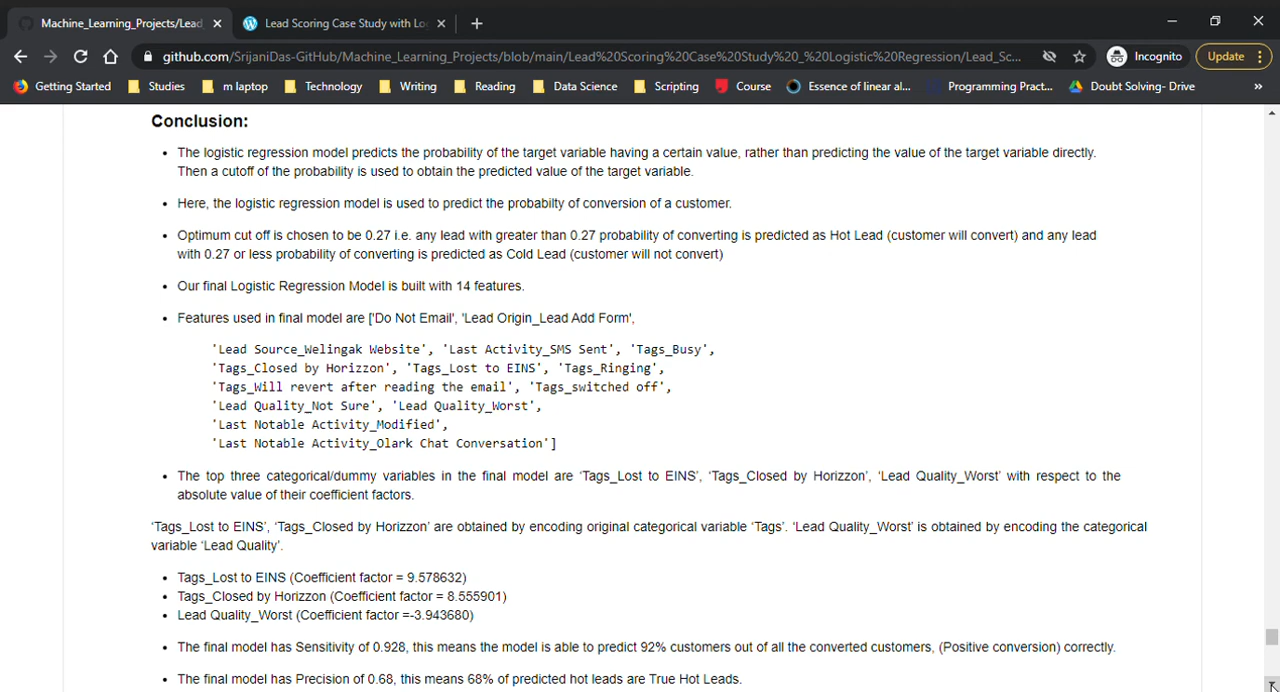 Machine_Learning_Projects/Lead
Lead Scoring Case Study with Lo
github.com/SrijaniDas-GitHub/Machine_Learning_Projects/blob/main/Lead%20Scoring%20Case%20Study%20_%20Logistic%20Regression/Lead_Sc...
Incognito
Update
Getting Started
Studies
m laptop
Technology
Writing
Reading
Data Science
Scripting
Course
Essence of linear al...
Programming Pract...
Doubt Solving- Drive
»
Conclusion:
• The logistic regression model predicts the probability of the target variable having a certain value, rather than predicting the value of the target variable directly.
Then a cutoff of the probability is used to obtain the predicted value of the target variable.
• Here, the logistic regression model is used to predict the probabilty of conversion of a customer.
• Optimum cut off is chosen to be 0.27 i.e. any lead with greater than 0.27 probability of converting is predicted as Hot Lead (customer will convert) and any lead
with 0.27 or less probability of converting is predicted as Cold Lead (customer will not convert)
• Our final Logistic Regression Model is built with 14 features.
• Features used in final model are ['Do Not Email', 'Lead Origin_Lead Add Form',
'Lead Source_Welingak Website', 'Last Activity_SMS Sent', 'Tags_Busy',
'Tags_Closed by Horizzon', 'Tags_Lost to EINS', 'Tags_Ringing',
'Tags_Will revert after reading the email', 'Tags_switched off',
'Lead Quality_Not Sure', 'Lead Quality_Worst',
'Last Notable Activity_Modified',
'Last Notable Activity_Olark Chat Conversation']
• The top three categorical/dummy variables in the final model are ‘Tags_Lost to EINS’, ‘Tags_Closed by Horizzon’, ‘Lead Quality_Worst’ with respect to the
absolute value of their coefficient factors.
‘Tags_Lost to EINS’, ‘Tags_Closed by Horizzon’ are obtained by encoding original categorical variable ‘Tags’. ‘Lead Quality_Worst’ is obtained by encoding the categorical
variable ‘Lead Quality’.
• Tags_Lost to EINS (Coefficient factor = 9.578632)
• Tags_Closed by Horizzon (Coefficient factor = 8.555901)
• Lead Quality_Worst (Coefficient factor =-3.943680)
• The final model has Sensitivity of 0.928, this means the model is able to predict 92% customers out of all the converted customers, (Positive conversion) correctly.
• The final model has Precision of 0.68, this means 68% of predicted hot leads are True Hot Leads.